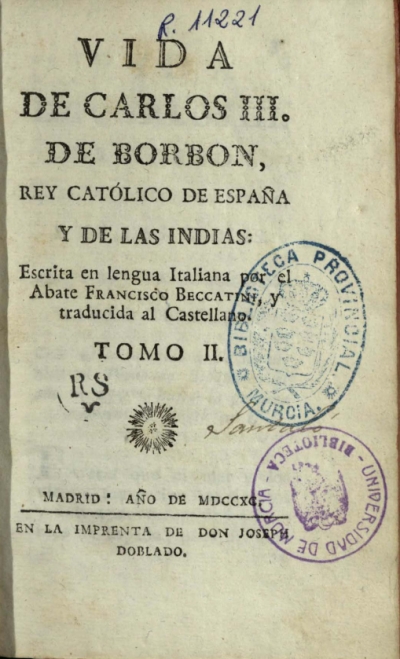 R. 11221
VIDA
DE CARLOS III.
DE BORBON,
REY CATÓLICO DE ESPAÑA
Y DE LAS INDIAS:
Escrita en lengua Italiana por el
Abate FRANCISCO BECCATINI, y
traducida al Castellano.
TOMO II.
BIBLIOTECA PROVINCIAL
MURCIA.
RS
MADRID: AÑO DE MDCCXC.
EN LA IMPRENTA DE DON JOSEPH
DOBLADO.
UNIVERSIDAD DE MURCIA - BIBLIOTECA -